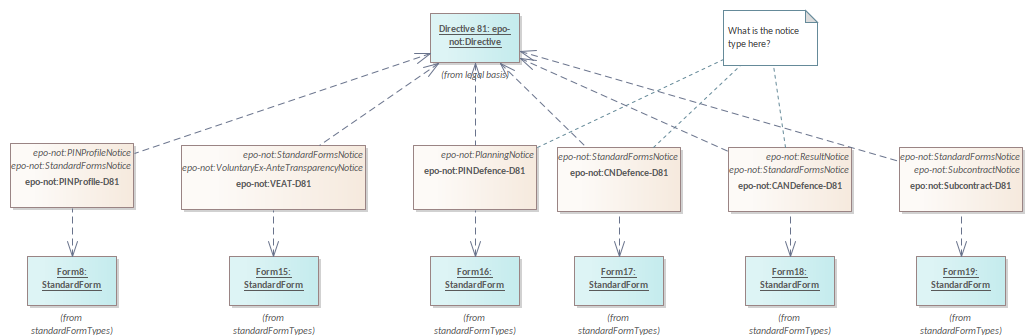 Directive 81: epo-
not:Directive
(from legal basis)
What is the notice
type here?
epo-not:PINProfileNotice
epo-not:StandardFormsNotice
epo-not:PINProfile-D81
epo-not:StandardFormsNotice
epo-not:VoluntaryEx-AnteTransparencyNotice
epo-not:VEAT-D81
epo-not:PlanningNotice
epo-not:PINDefence-D81
epo-not:StandardFormsNotice
epo-not:CNDefence-D81
epo-not:ResultNotice
epo-not:StandardFormsNotice
epo-not:CANDefence-D81
epo-not:StandardFormsNotice
epo-not:SubcontractNotice
epo-not:Subcontract-D81
Form8:
StandardForm
(from
standardFormTypes)
Form15:
StandardForm
(from
standardFormTypes)
Form16:
StandardForm
(from
standardFormTypes)
Form17:
StandardForm
(from
standardFormTypes)
Form18:
StandardForm
(from
standardFormTypes)
Form19:
StandardForm
(from
standardFormTypes)